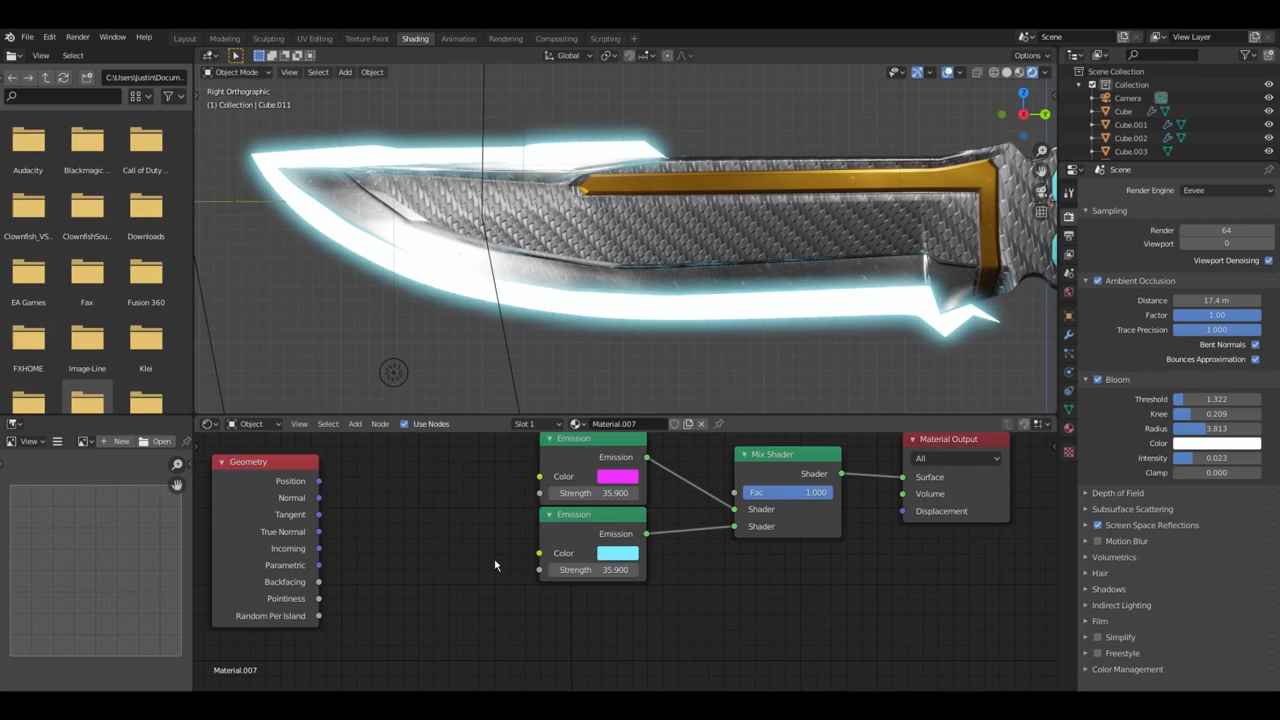 File Edit Render Window Help
Layout Modeling Sculpting UV Editing Texture Paint Shading Animation Rendering Compositing Scripting +
Scene
View Layer
View Select
Global
Options
C:\Users\Justin\Docum...
Object Mode View Select Add Object
Right Orthographic
(1) Collection | Cube.011
Z
Y
X
Scene Collection
Collection
Camera
Cube
Cube.001
Cube.002
Cube.003
Audacity
Blackmagic ..
Call of Duty ..
Clownfish_VS..
ClownfishSou..
Downloads
EA Games
Fax
Fusion 360
FXHOME
Image-Line
Klei
Scene
Render Engine Eevee
Sampling
Render 64
Viewport 0
Viewport Denoising
Ambient Occlusion
Distance 17.4 m
Factor 1.00
Trace Precision 1.000
Bent Normals
Bounces Approximation
Bloom
Threshold 1.322
Knee 0.209
Radius 3.813
Color
Intensity 0.023
Clamp 0.000
Depth of Field
Subsurface Scattering
Screen Space Reflections
Motion Blur
Volumetrics
Hair
Shadows
Indirect Lighting
Film
Simplify
Freestyle
Color Management
View
New
Open
Object View Select Add Node Use Nodes Slot 1 Material.007
Geometry
Position
Normal
Tangent
True Normal
Incoming
Parametric
Backfacing
Pointiness
Random Per Island
Emission
Emission
Color
Strength 35.900
Emission
Emission
Color
Strength 35.900
Mix Shader
Shader
Fac 1.000
Shader
Shader
Material Output
All
Surface
Volume
Displacement
Material.007